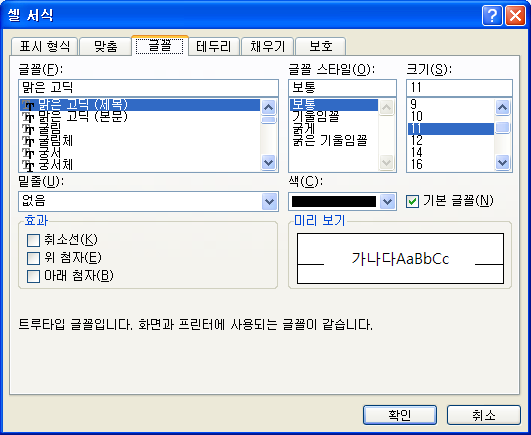 셀 서식
표시 형식 맞춤 글꼴 테두리 채우기 보호
글꼴(F): 글꼴 스타일(O): 크기(S):
맑은 고딕 보통 11
맑은 고딕 (제목) 보통 9
맑은 고딕 (본문) 기울임꼴 10
굴림 굵게 11
굴림체 굵은 기울임꼴 12
궁서 14
궁서체 16
밑줄(U): 색(C):
없음 기본 글꼴(N)
효과 미리 보기
취소선(K)
위 첨자(E) 가나다AaBbCc
아래 첨자(B)
트루타입 글꼴입니다. 화면과 프린터에 사용되는 글꼴이 같습니다.
확인 취소